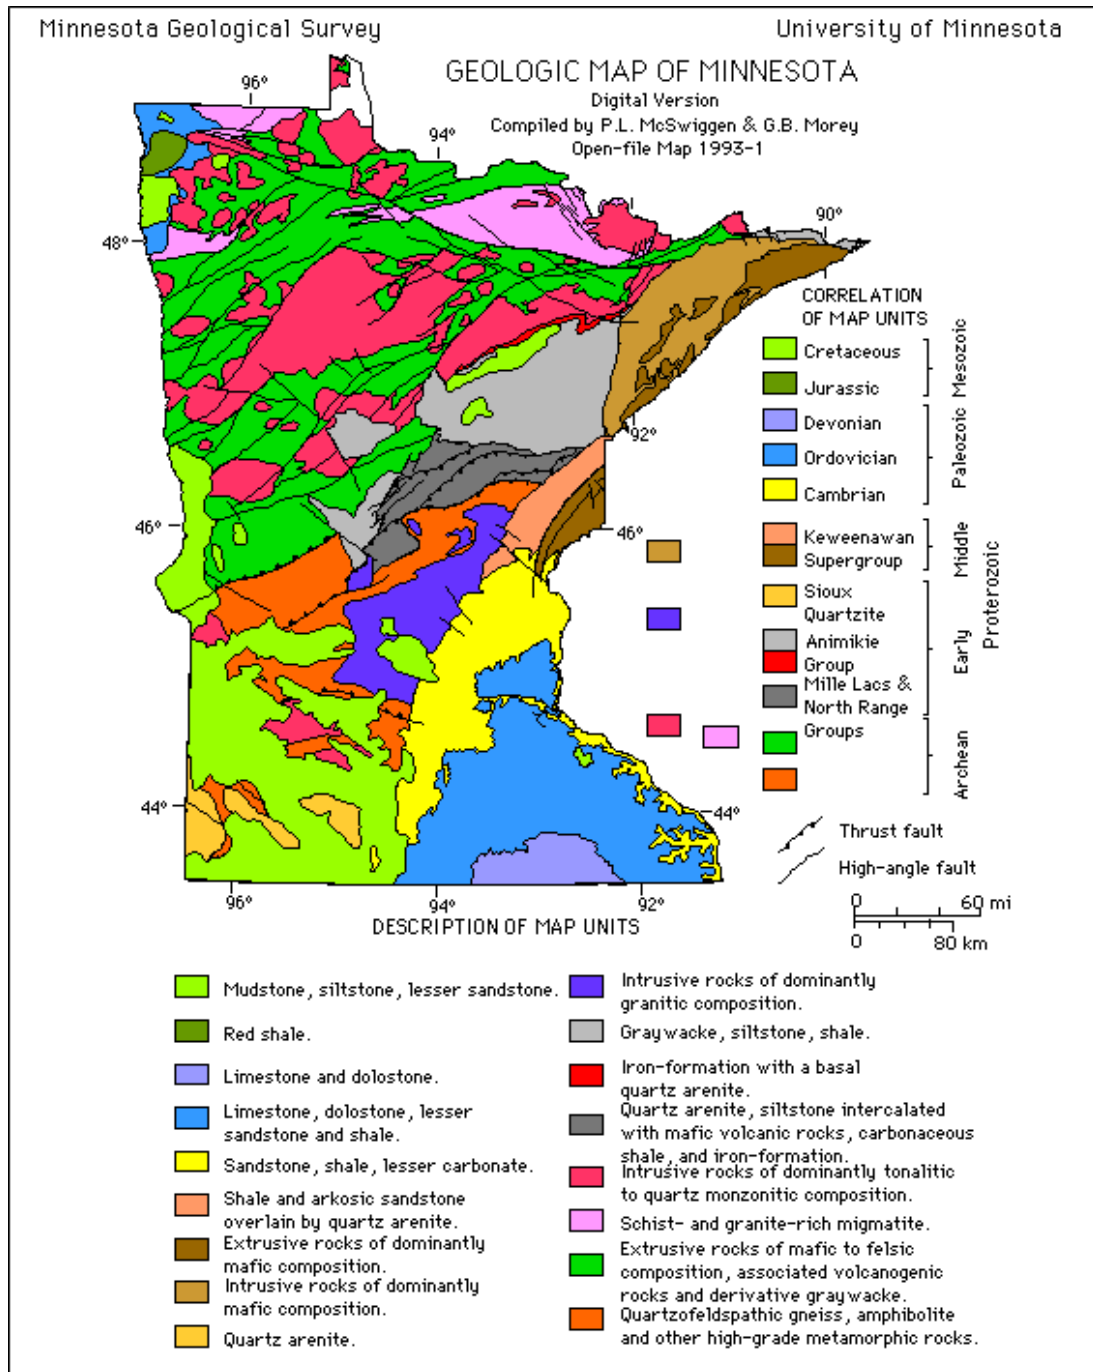 Minnesota Geological Survey
University of Minnesota
GEOLOGIC MAP OF MINNESOTA
Digital Version
Compiled by P.L. McSwiggen & G.B. Morey
Open-file Map 1993-1
96°
94°
90°
48°
92°
46°
46°
44°
44°
96°
94°
92°
CORRELATION
OF MAP UNITS
Cretaceous
Jurassic
Mesozoic
Devonian
Ordovician
Cambrian
Paleozoic
Keweenawan
Supergroup
Middle
Sioux
Quartzite
Animikie
Group
Mille Lacs &
North Range
Groups
Early
Proterozoic
Archean
Thrust fault
High-angle fault
0 60 mi
0 80 km
DESCRIPTION OF MAP UNITS
Mudstone, siltstone, lesser sandstone.
Red shale.
Limestone and dolostone.
Limestone, dolostone, lesser
sandstone and shale.
Sandstone, shale, lesser carbonate.
Shale and arkosic sandstone
overlain by quartz arenite.
Extrusive rocks of dominantly
mafic composition.
Intrusive rocks of dominantly
mafic composition.
Quartz arenite.
Intrusive rocks of dominantly
granitic composition.
Graywacke, siltstone, shale.
Iron-formation with a basal
quartz arenite.
Quartz arenite, siltstone intercalated
with mafic volcanic rocks, carbonaceous
shale, and iron-formation.
Intrusive rocks of dominantly tonalitic
to quartz monzonitic composition.
Schist- and granite-rich migmatite.
Extrusive rocks of mafic to felsic
composition, associated volcanogenic
rocks and derivative graywacke.
Quartzofeldspathic gneiss, amphibolite
and other high-grade metamorphic rocks.